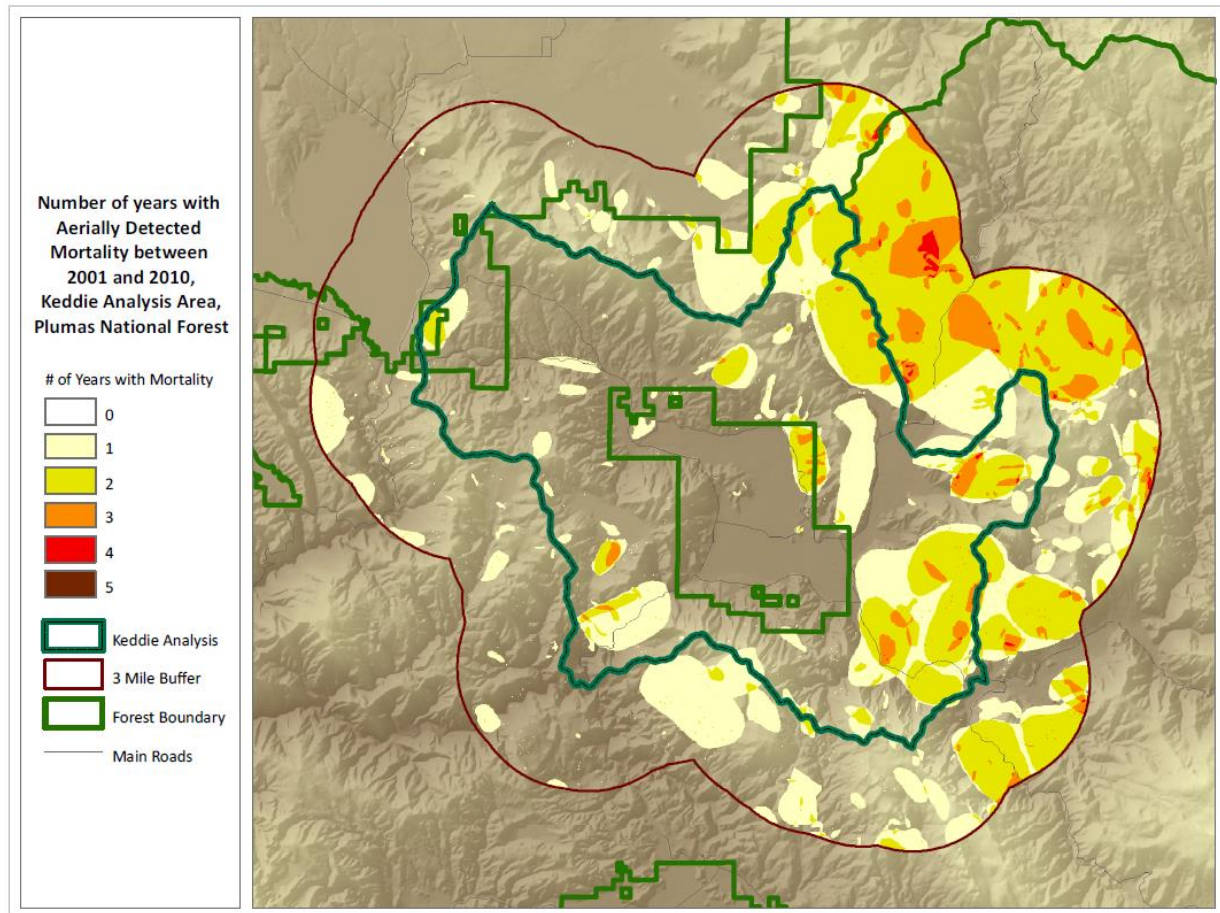 Number of years with
Aerially Detected
Mortality between
2001 and 2010,
Keddie Analysis Area,
Plumas National Forest
# of Years with Mortality
0
1
2
3
4
5
Keddie Analysis
3 Mile Buffer
Forest Boundary
Main Roads